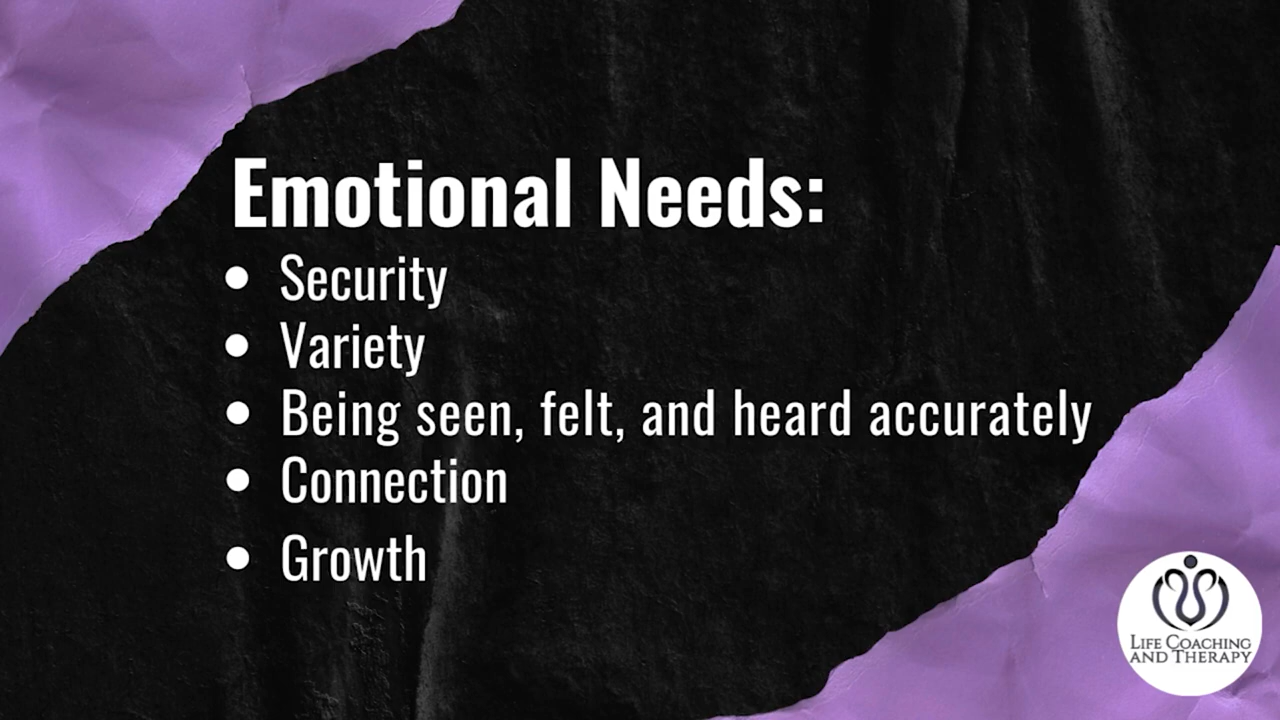 Emotional Needs:
• Security
• Variety
• Being seen, felt, and heard accurately
• Connection
• Growth
LIFE COACHING
AND THERAPY